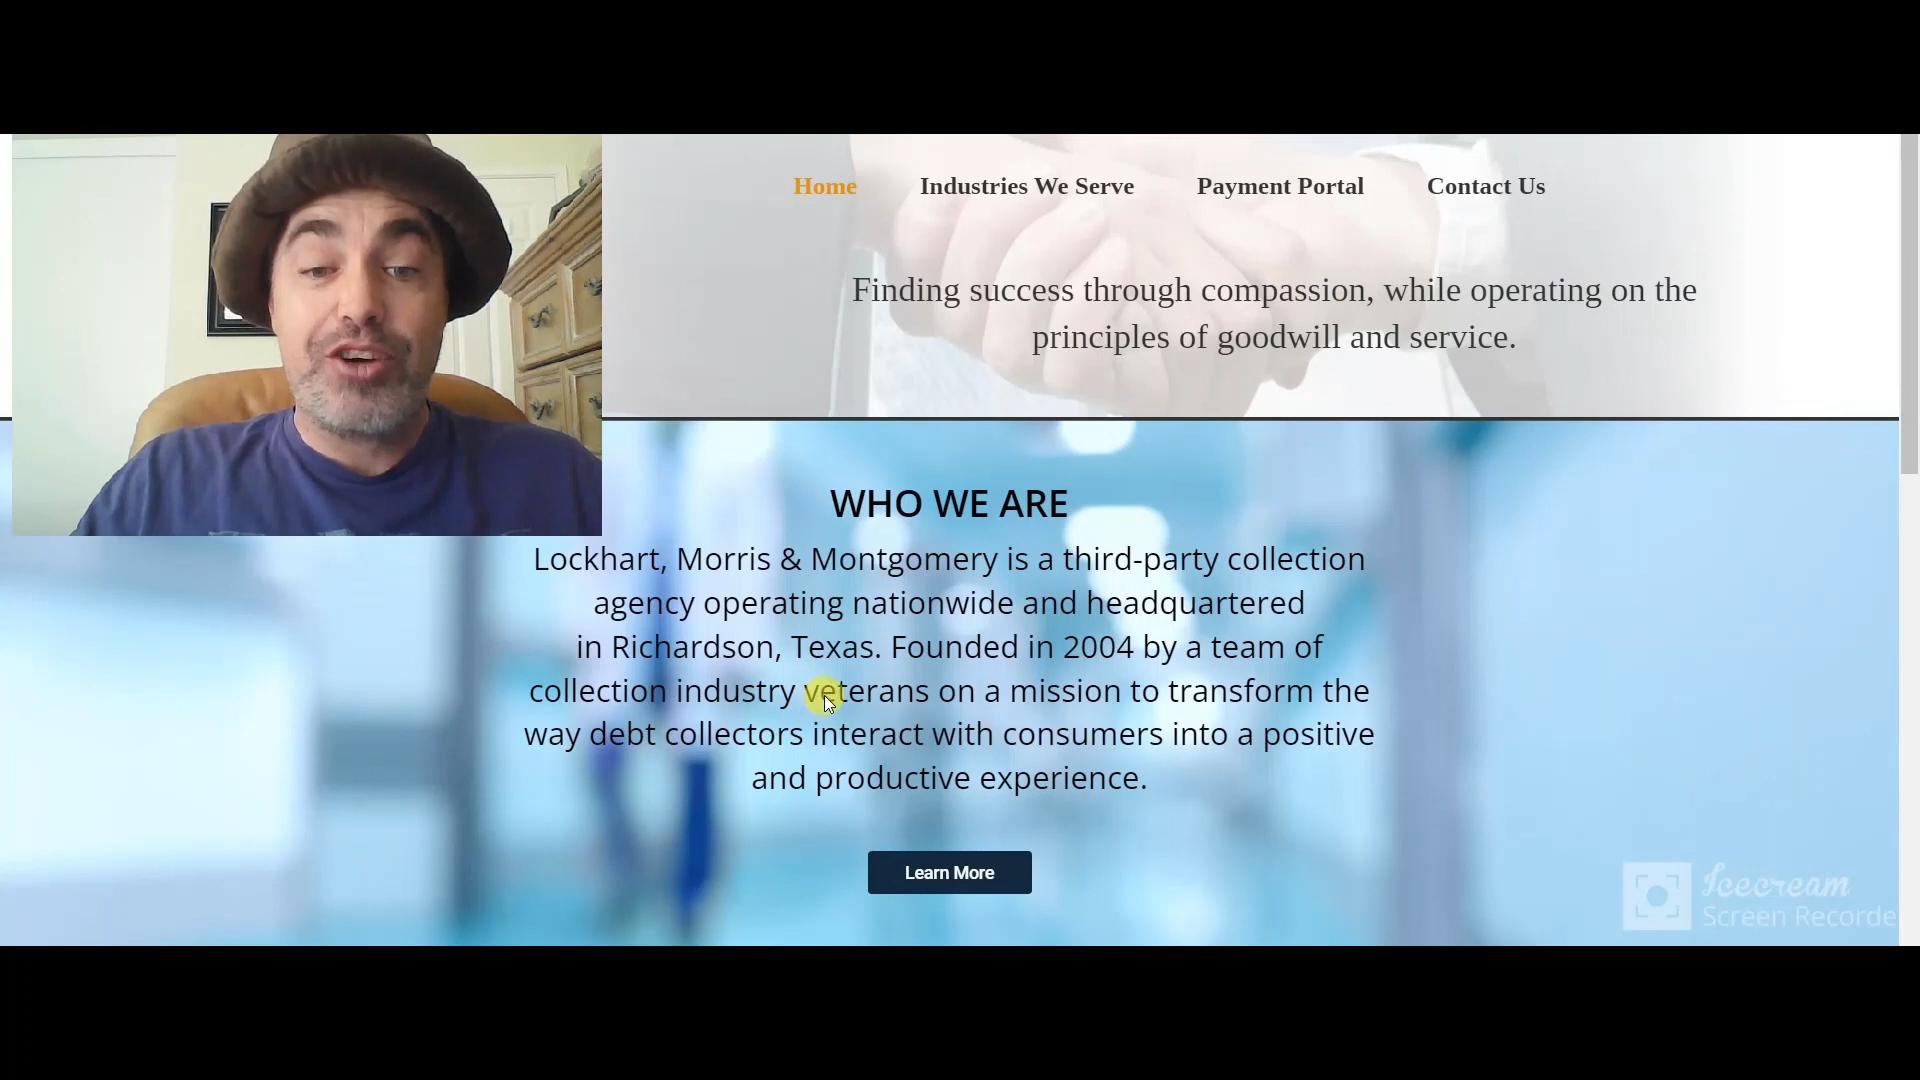 Home Industries We Serve Payment Portal Contact Us
Finding success through compassion, while operating on the
principles of goodwill and service.
WHO WE ARE
Lockhart, Morris & Montgomery is a third-party collection
agency operating nationwide and headquartered
in Richardson, Texas. Founded in 2004 by a team of
collection industry veterans on a mission to transform the
way debt collectors interact with consumers into a positive
and productive experience.
Learn More
Icecream
Screen Recorde